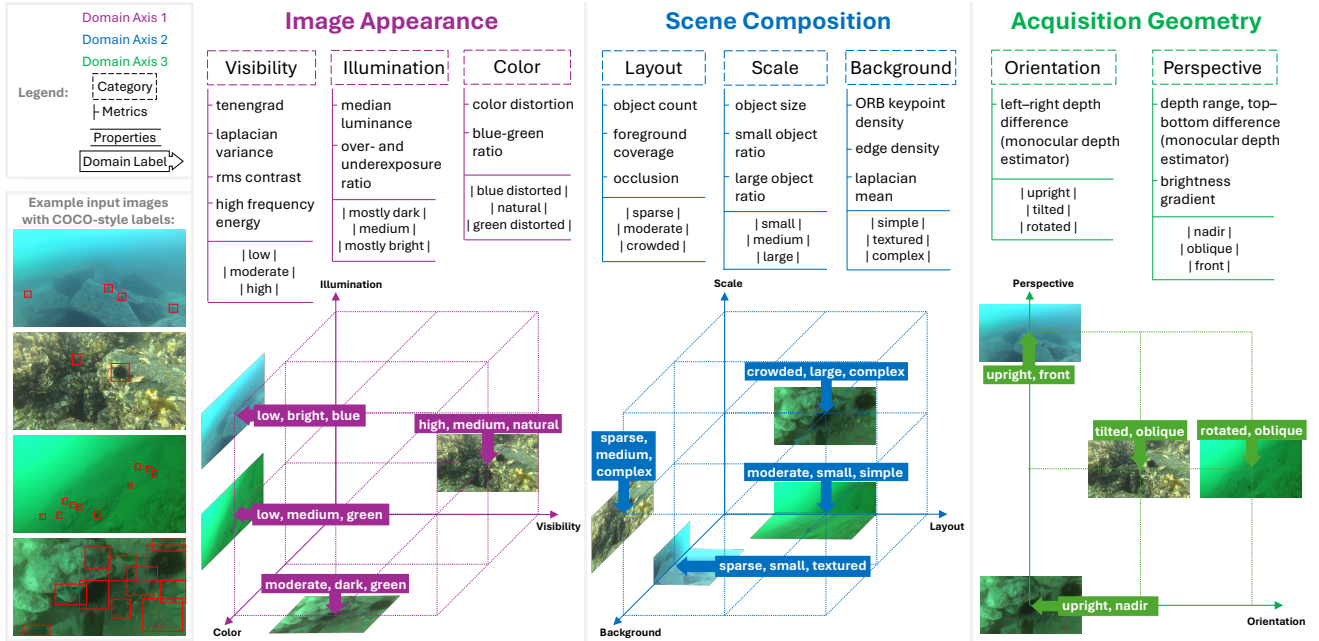 Domain Axis 1
Domain Axis 2
Domain Axis 3
Legend:
Category
Metrics
Properties
Domain Label
Example input images
with COCO-style labels:
Image Appearance
Visibility
tenengrad
laplacian
variance
rms contrast
high frequency
energy
| low |
| moderate |
| high |
Illumination
median
luminance
over- and
underexposure
ratio
| mostly dark |
| medium |
| mostly bright |
Color
color distortion
blue-green
ratio
| blue distorted |
| natural |
| green distorted |
Illumination
low, bright, blue
high, medium, natural
low, medium, green
Visibility
moderate, dark, green
Color
Scene Composition
Layout
object count
foreground
coverage
occlusion
| sparse |
| moderate |
| crowded |
Scale
object size
small object
ratio
large object
ratio
| small |
| medium |
| large |
Background
ORB keypoint
density
edge density
laplacian
mean
| simple |
| textured |
| complex |
Scale
crowded, large, complex
sparse,
medium,
complex
moderate, small, simple
Layout
sparse, small, textured
Background
Acquisition Geometry
Orientation
left–right depth
difference
(monocular depth
estimator)
| upright |
| tilted |
| rotated |
Perspective
depth range, top–
bottom difference
(monocular depth
estimator)
brightness
gradient
| nadir |
| oblique |
| front |
Perspective
upright, front
tilted, oblique
rotated, oblique
upright, nadir
Orientation